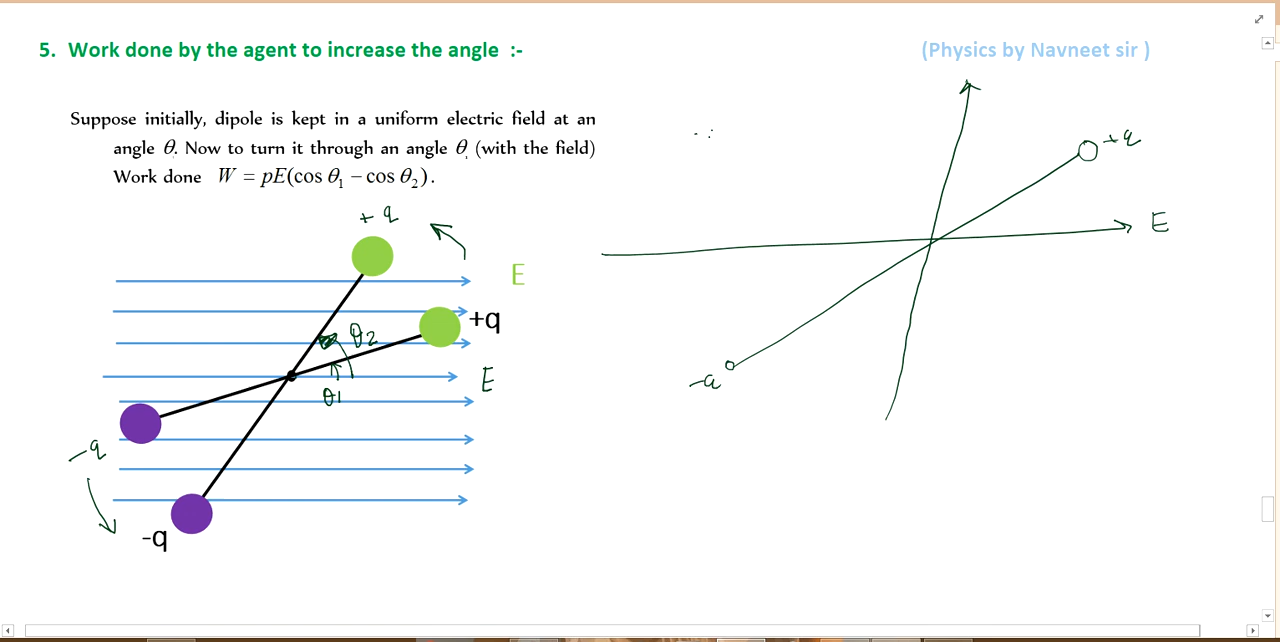 5. Work done by the agent to increase the angle :-
(Physics by Navneet sir )
Suppose initially, dipole is kept in a uniform electric field at an
angle θ. Now to turn it through an angle θ, (with the field)
Work done W = pE(cos θ₁ − cos θ₂).
+q
E
+q
θ2
E
θ1
-q
-q
+q
E
-q